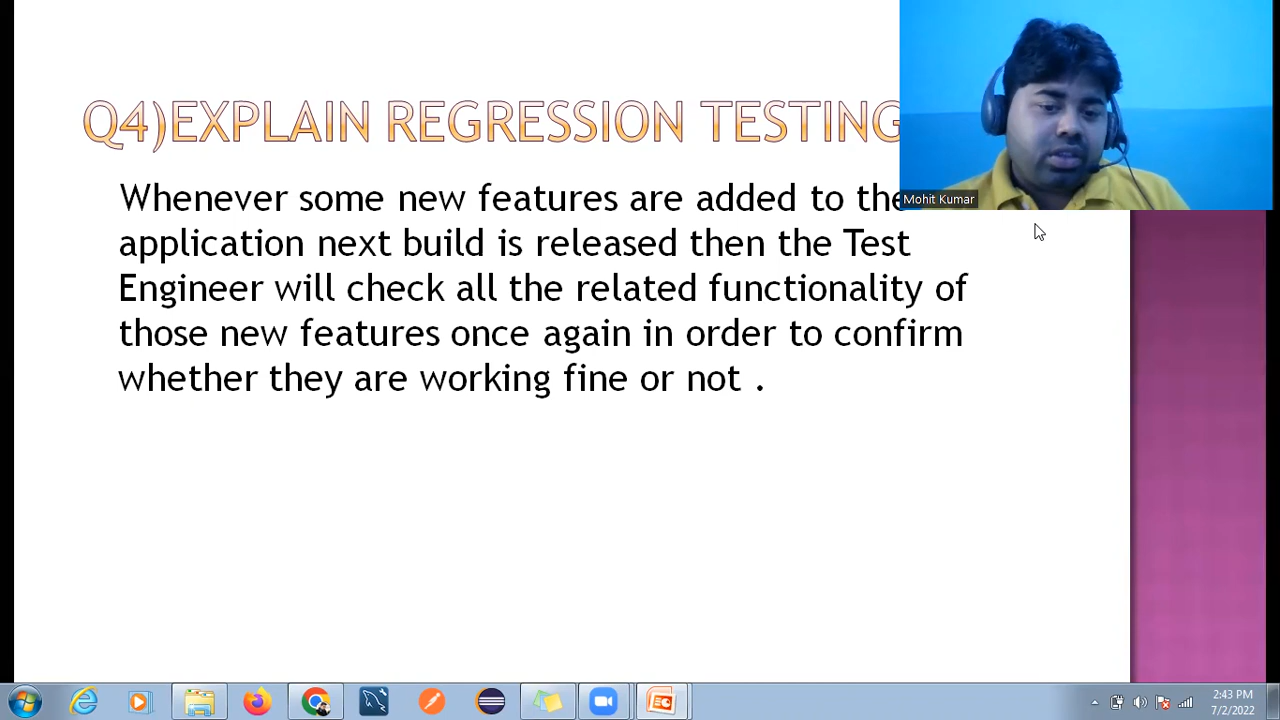 Q4)EXPLAIN REGRESSION TESTING
Whenever some new features are added to the
application next build is released then the Test
Engineer will check all the related functionality of
those new features once again in order to confirm
whether they are working fine or not .
Mohit Kumar
2:43 PM
7/2/2022